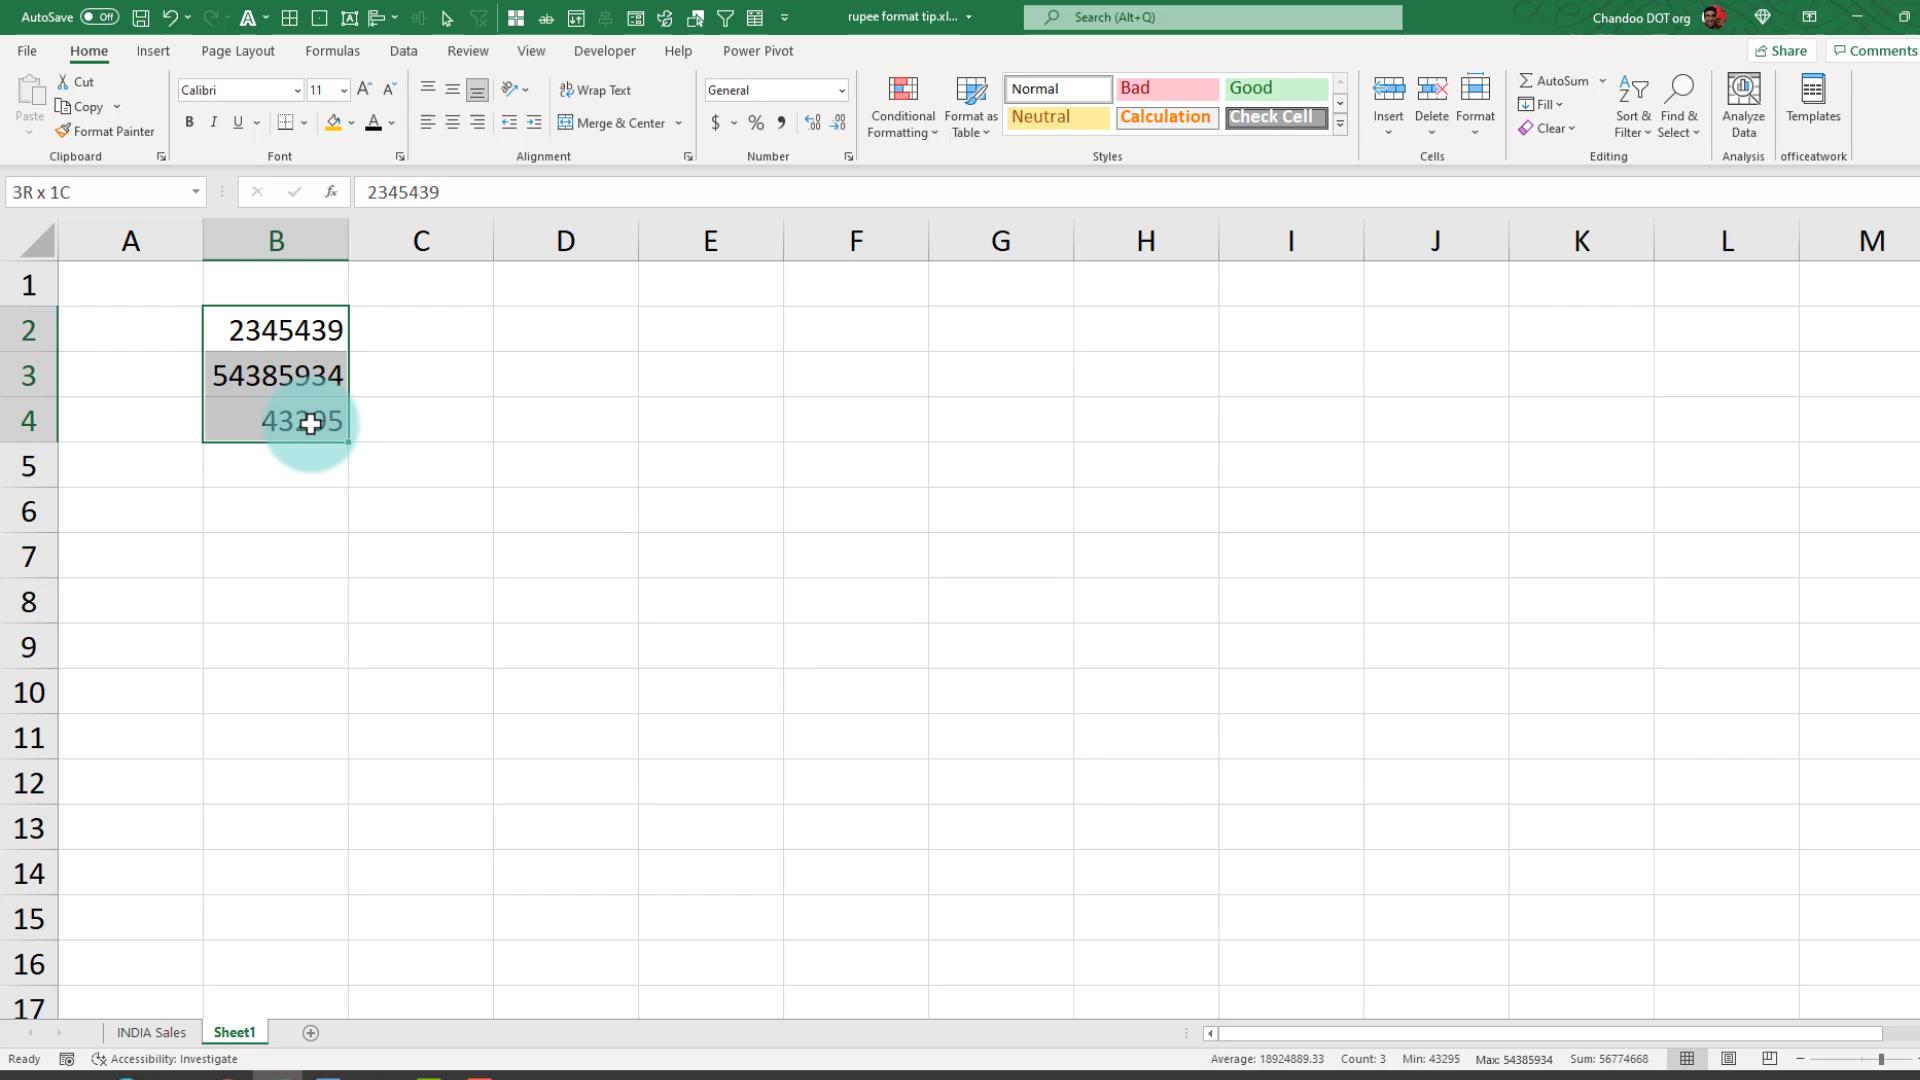 AutoSave Off rupee format tip.xl... Search (Alt+Q) Chandoo DOT org
File Home Insert Page Layout Formulas Data Review View Developer Help Power Pivot Share Comments
Paste Cut Copy Format Painter
Calibri 11
B I U
Wrap Text
Merge & Center
General
$ %
Conditional Formatting
Format as Table
Normal Bad Good
Neutral Calculation Check Cell
Insert Delete Format
AutoSum
Fill
Clear
Sort & Filter
Find & Select
Analyze Data
Templates
Clipboard Font Alignment Number Styles Cells Editing Analysis officeatwork
3R x 1C fx 2345439
A B C D E F G H I J K L M
1
2 2345439
3 54385934
4 43295
5
6
7
8
9
10
11
12
13
14
15
16
17
INDIA Sales Sheet1
Ready Accessibility: Investigate Average: 18924889.33 Count: 3 Min: 43295 Max: 54385934 Sum: 56774668